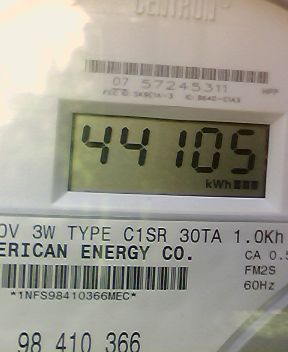 CENTRON
07 57245311
44105
kWh
0V 3W TYPE C1SR 30TA 1.0Kh
ERICAN ENERGY CO.
CA 0.5
*1NFS98410366MEC*
FM2S
60Hz
98 410 366